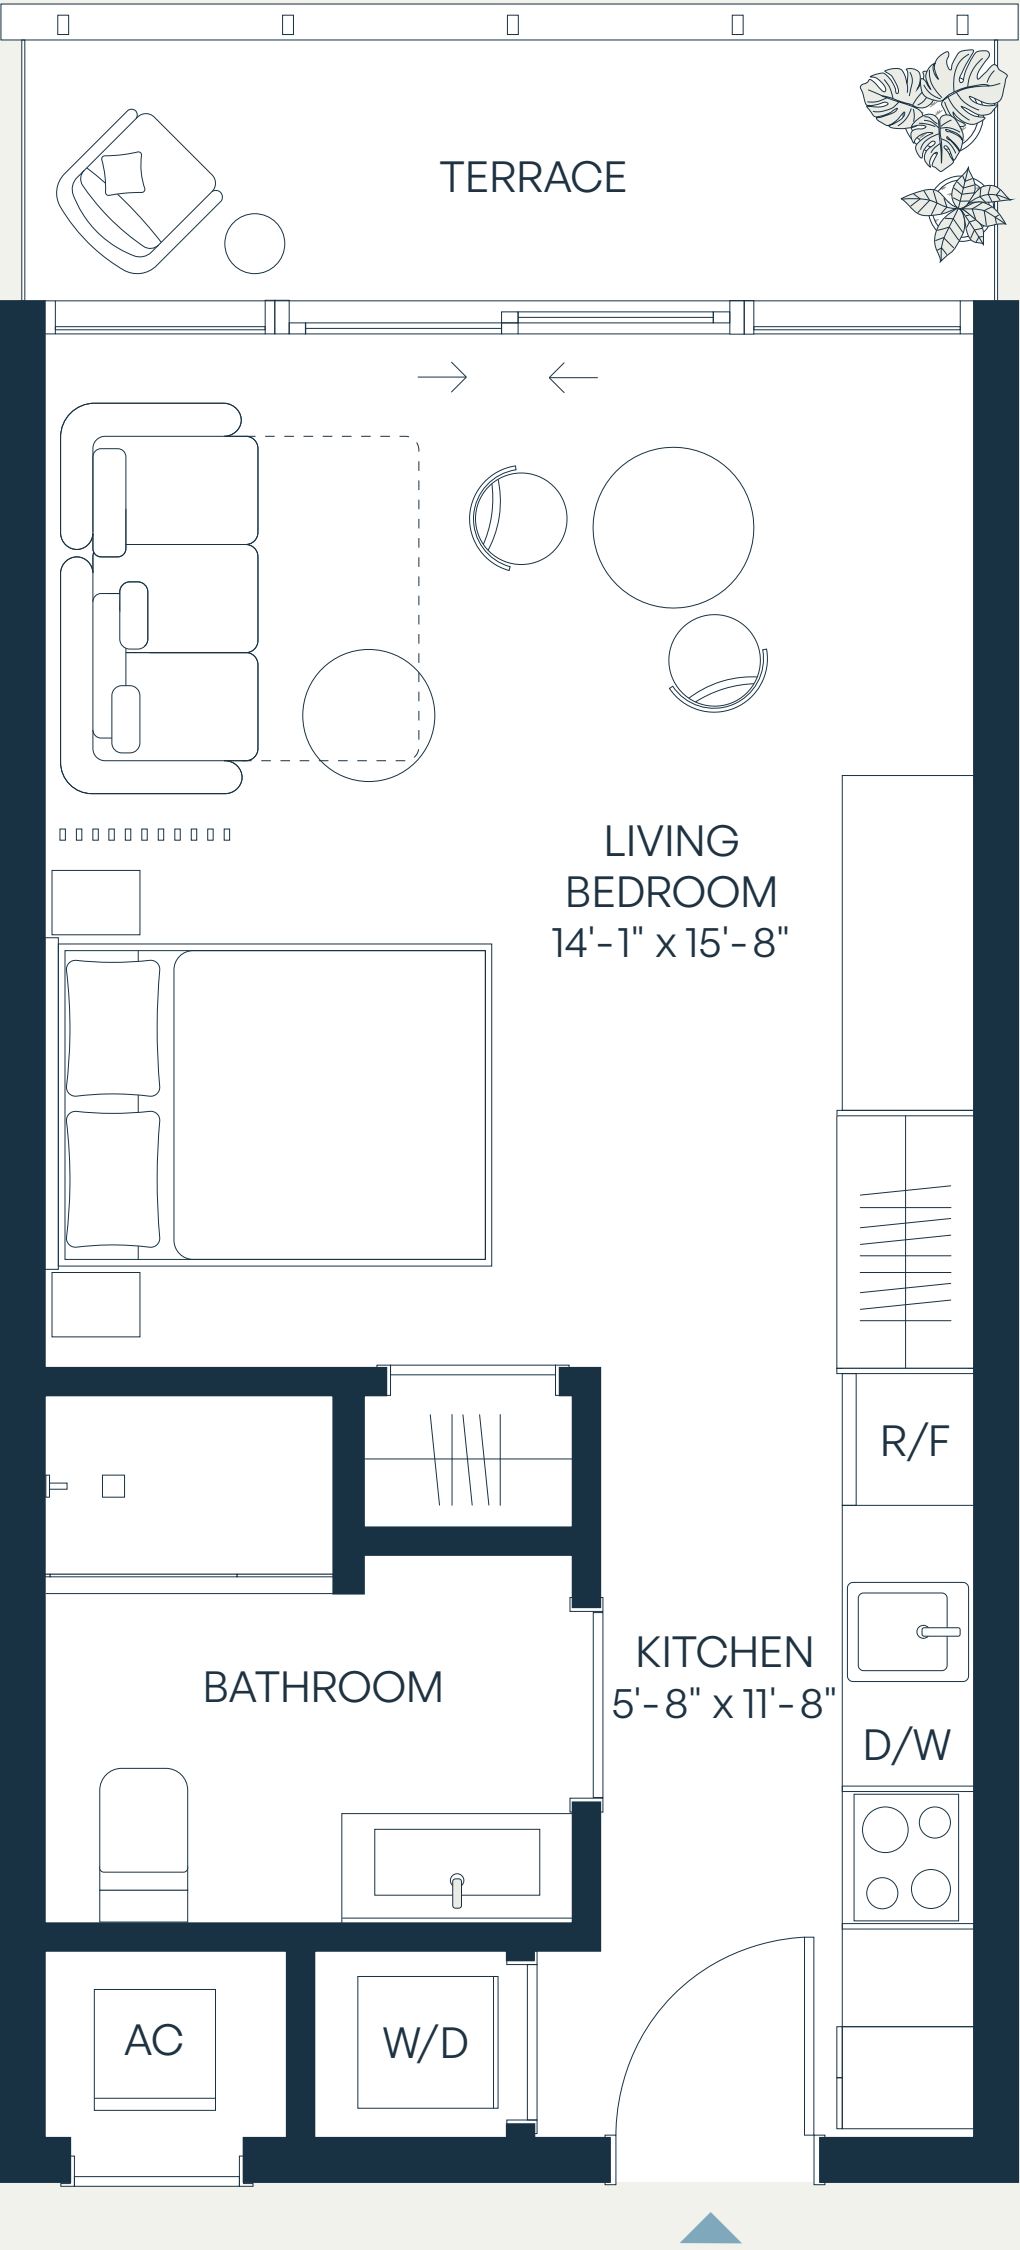 TERRACE
LIVING
BEDROOM
14'-1" x 15'-8"
R/F
KITCHEN
5'-8" x 11'-8"
BATHROOM
D/W
AC
W/D